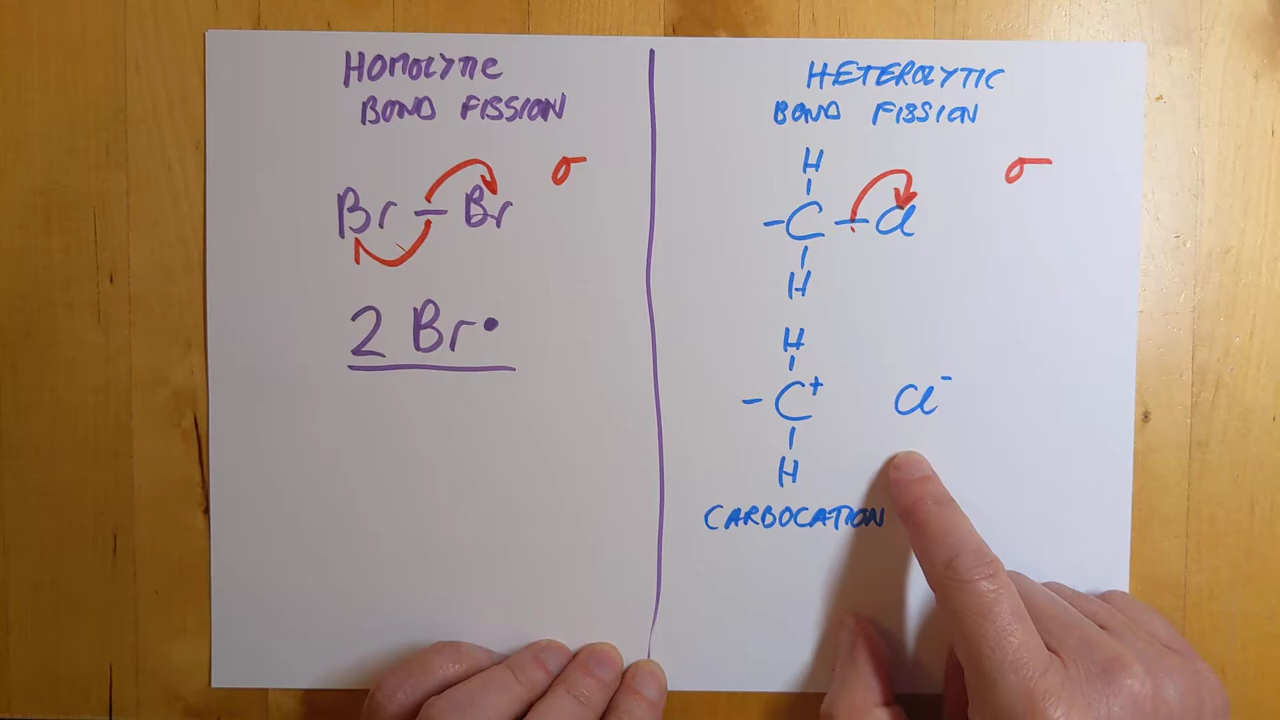 HOMOLYTIC
BOND FISSION
σ
Br - Br
2 Br•
HETEROLYTIC
BOND FISSION
σ
H
- C - Cl
H
H
- C⁺ Cl⁻
H
CARBOCATION